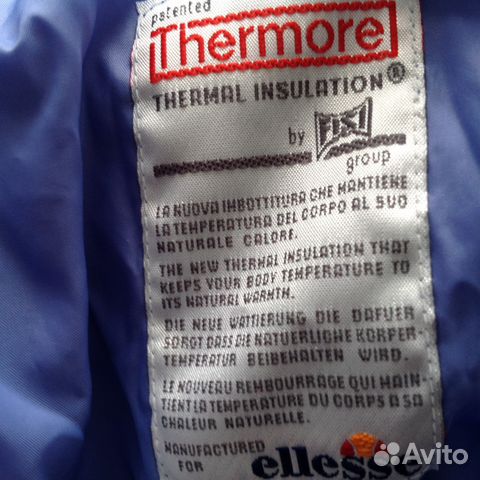 patented
Thermore
THERMAL INSULATION®
by FISI
group
LA NUOVA IMBOTTITURA CHE MANTIENE
LA TEMPERATURA DEL CORPO AL SUO
NATURALE CALORE.
THE NEW THERMAL INSULATION THAT
KEEPS YOUR BODY TEMPERATURE TO
ITS NATURAL WARMTH.
DIE NEUE WATTIERUNG DIE DAFUER
SORGT DASS DIE NATUERLICHE KORPER-
TEMPERATUR BEIBEHALTEN WIRD.
LE NOUVEAU REMBOURRAGE QUI MAIN-
TIENT LA TEMPERATURE DU CORPS A SA
CHALEUR NATURELLE.
MANUFACTURED
FOR ellesse
Avito